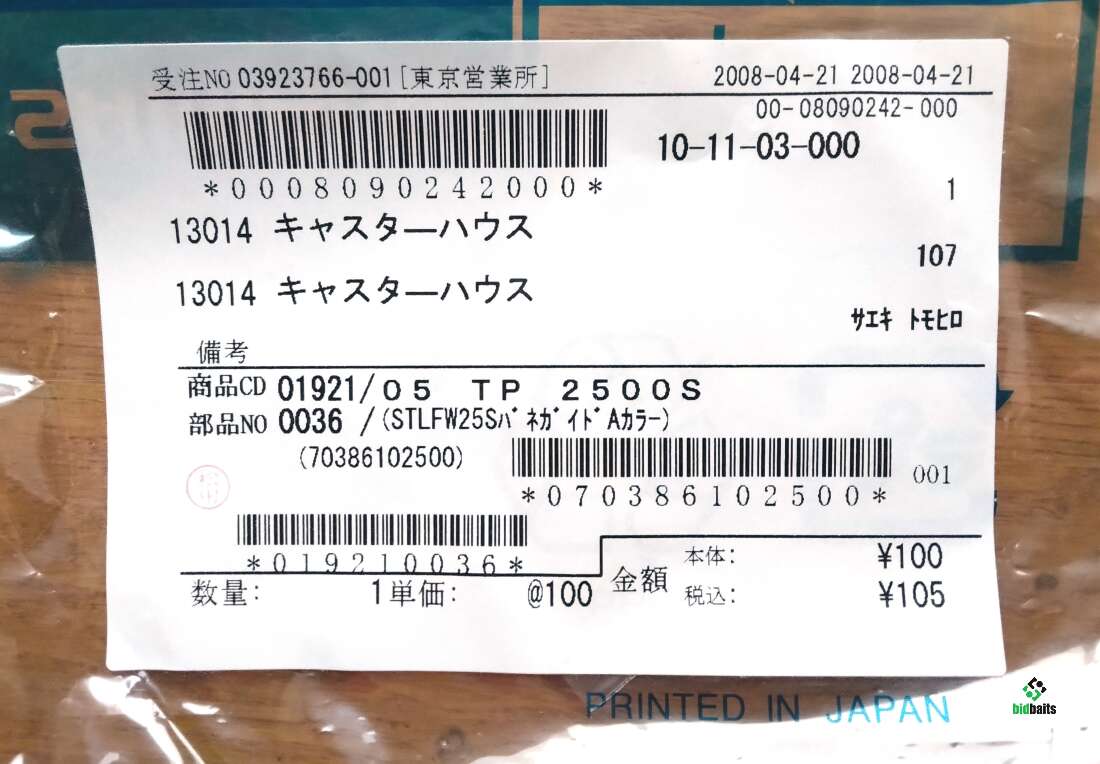 受注NO 03923766-001[東京営業所] 2008-04-21 2008-04-21
00-08090242-000
10-11-03-000
*0008090242000*
1
13014 キャスターハウス
107
13014 キャスターハウス
ｻｴｷ ﾄﾓﾋﾛ
備考
商品CD 01921/05 TP 2500S
部品NO 0036 /(STLFW25SﾊﾞﾈｶﾞｲﾄﾞAｶﾗｰ)
(70386102500)
001
*070386102500*
*019210036*
数量: 1単価: @100
金額
本体: ¥100
税込: ¥105
PRINTED IN JAPAN
bidbaits